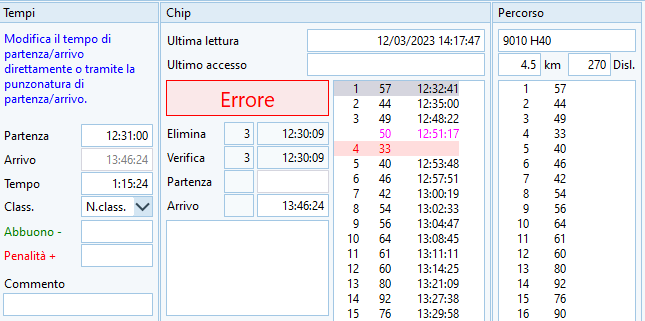 Tempi
Modifica il tempo di
partenza/arrivo
direttamente o tramite la
punzonatura di
partenza/arrivo.
Partenza 12:31:00
Arrivo 13:46:24
Tempo 1:15:24
Class. N.class.
Abbuono -
Penalità +
Commento
Chip
Ultima lettura 12/03/2023 14:17:47
Ultimo accesso
Errore
Elimina 3 12:30:09
Verifica 3 12:30:09
Partenza
Arrivo 13:46:24
1 57 12:32:41
2 44 12:35:00
3 49 12:48:22
50 12:51:17
4 33
5 40 12:53:48
6 46 12:57:51
7 42 13:00:19
8 54 13:02:33
9 56 13:04:47
10 64 13:08:45
11 61 13:11:11
12 60 13:14:25
13 80 13:21:09
14 92 13:27:38
15 76 13:29:58
Percorso
9010 H40
4.5 km 270 Disl.
1 57
2 44
3 49
4 33
5 40
6 46
7 42
8 54
9 56
10 64
11 61
12 60
13 80
14 92
15 76
16 90